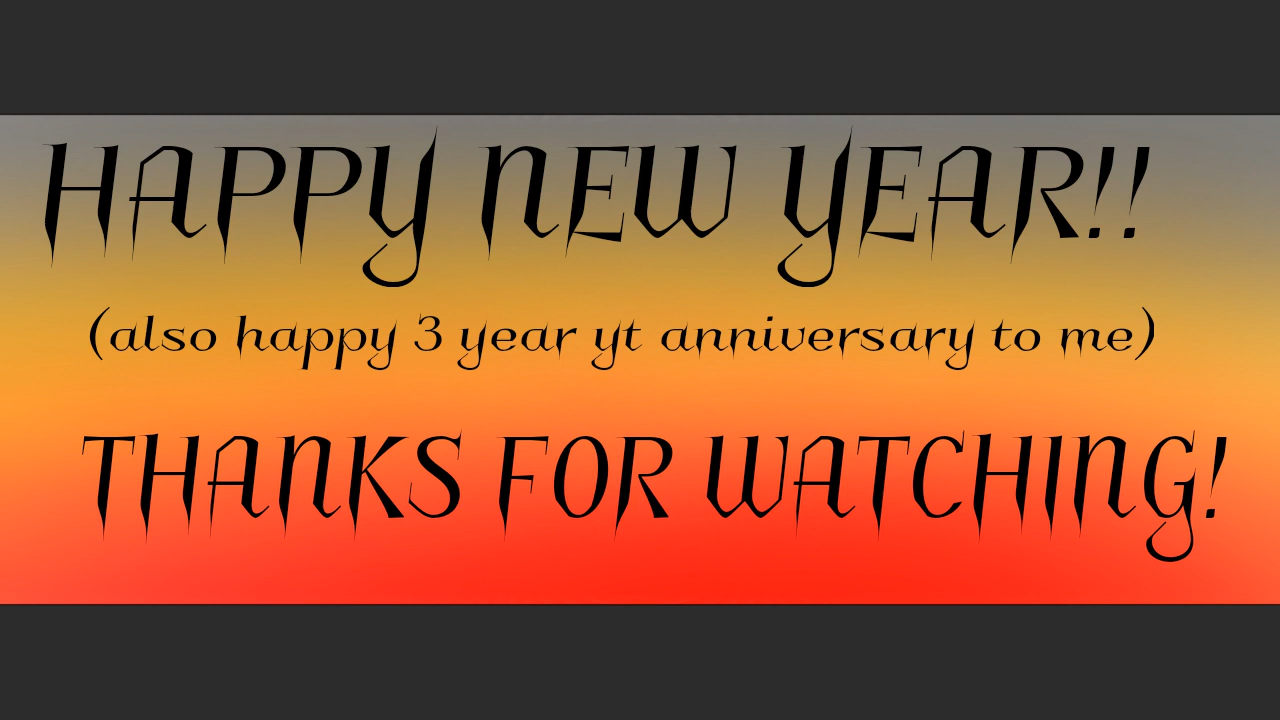 HAPPY NEW YEAR!!
(also happy 3 year yt anniversary to me)
THANKS FOR WATCHING!